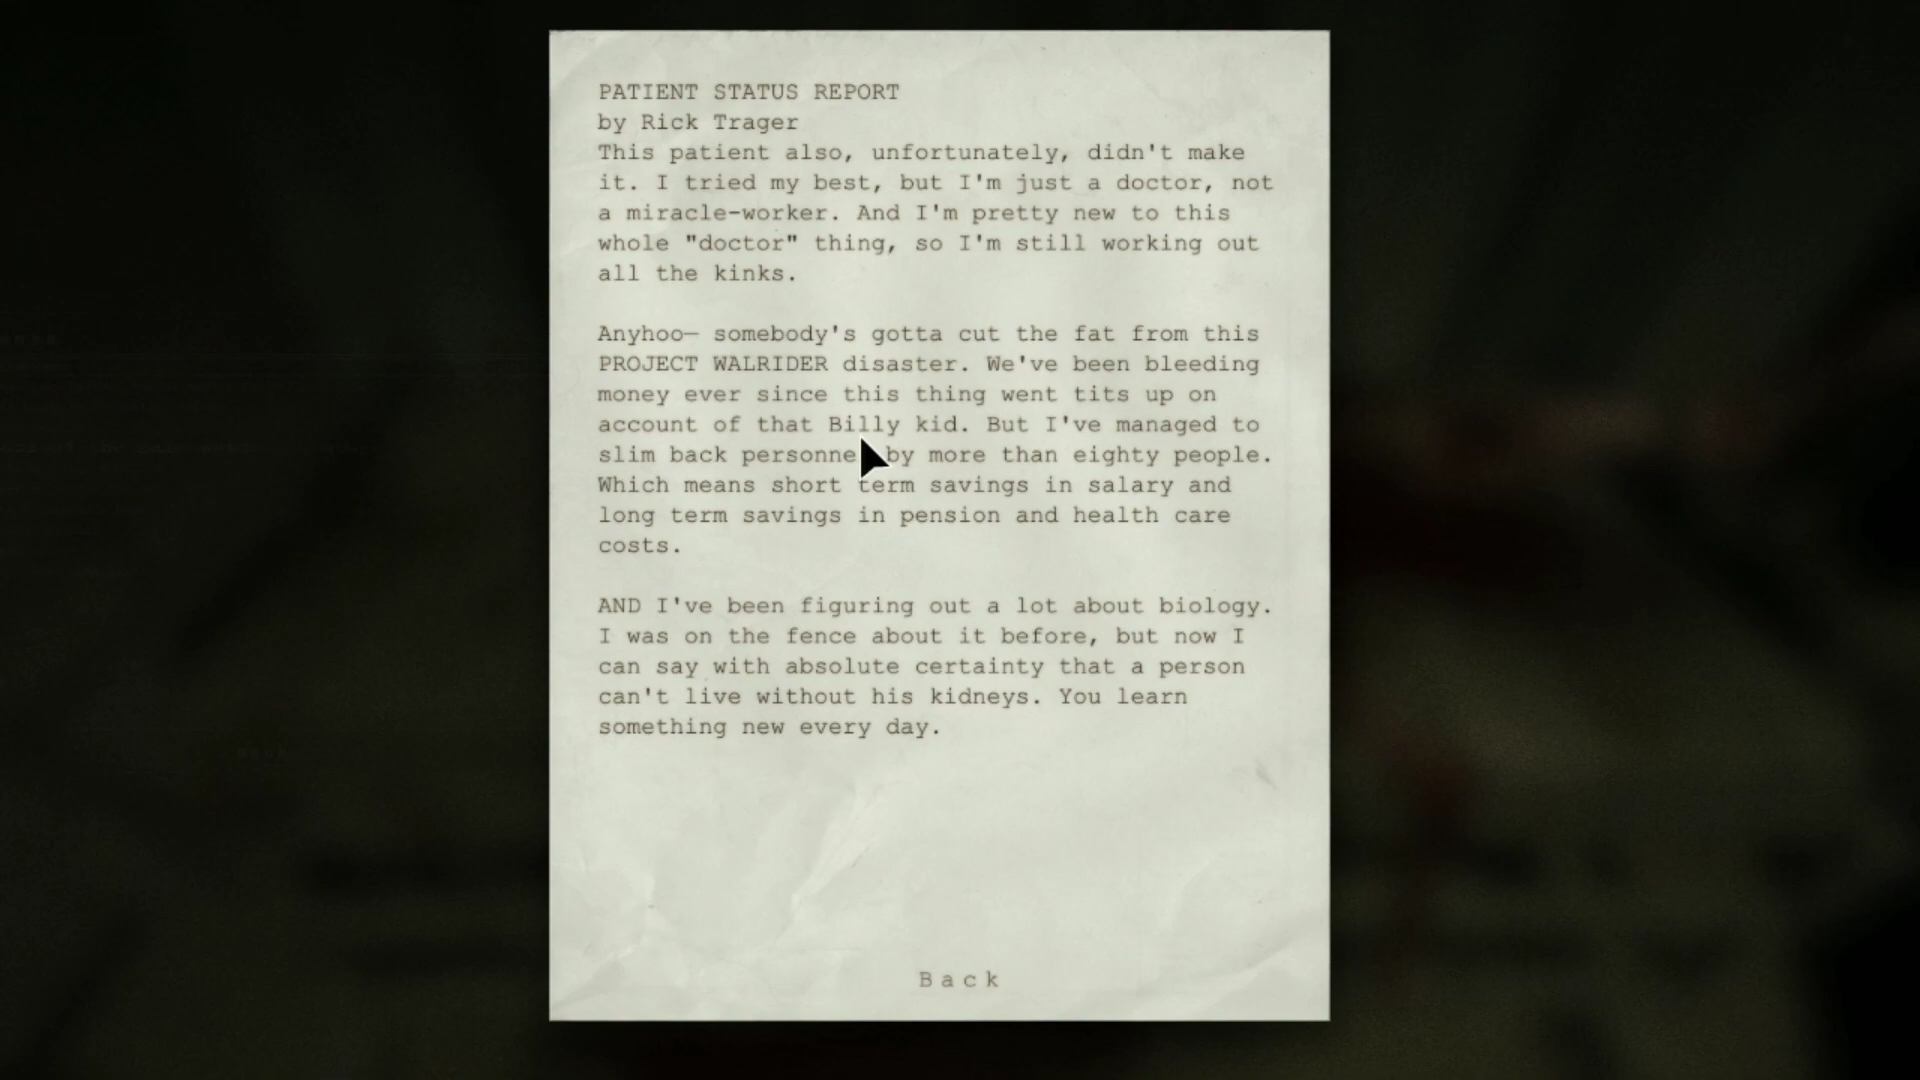 PATIENT STATUS REPORT
by Rick Trager
This patient also, unfortunately, didn't make
it. I tried my best, but I'm just a doctor, not
a miracle-worker. And I'm pretty new to this
whole "doctor" thing, so I'm still working out
all the kinks.
Anyhoo— somebody's gotta cut the fat from this
PROJECT WALRIDER disaster. We've been bleeding
money ever since this thing went tits up on
account of that Billy kid. But I've managed to
slim back personnel by more than eighty people.
Which means short term savings in salary and
long term savings in pension and health care
costs.
AND I've been figuring out a lot about biology.
I was on the fence about it before, but now I
can say with absolute certainty that a person
can't live without his kidneys. You learn
something new every day.
Back